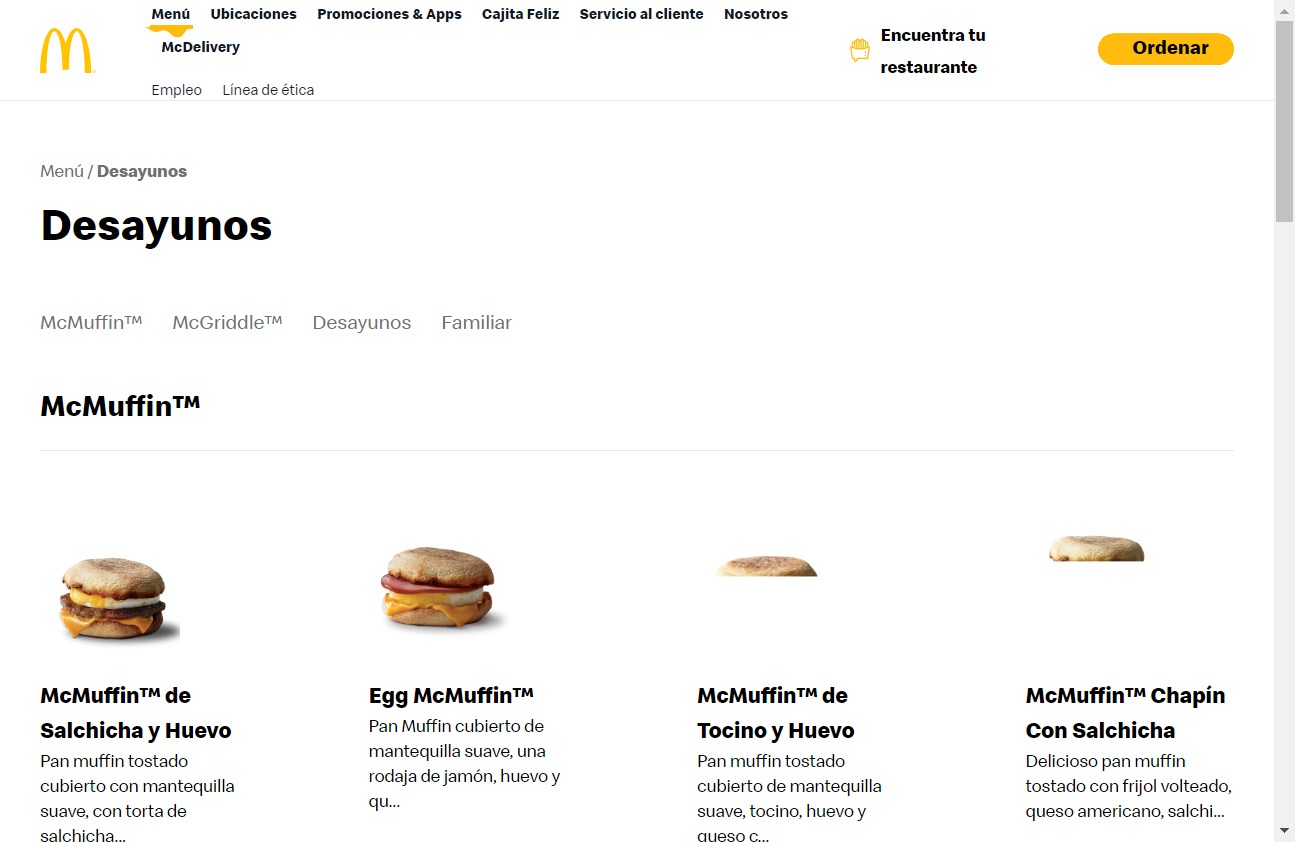 Menú Ubicaciones Promociones & Apps Cajita Feliz Servicio al cliente Nosotros
McDelivery
Empleo Línea de ética
Encuentra tu
restaurante
Ordenar
Menú / Desayunos
Desayunos
McMuffin™ McGriddle™ Desayunos Familiar
McMuffin™
McMuffin™ de
Salchicha y Huevo
Pan muffin tostado
cubierto con mantequilla
suave, con torta de
salchicha...
Egg McMuffin™
Pan Muffin cubierto de
mantequilla suave, una
rodaja de jamón, huevo y
qu...
McMuffin™ de
Tocino y Huevo
Pan muffin tostado
cubierto de mantequilla
suave, tocino, huevo y
queso c...
McMuffin™ Chapín
Con Salchicha
Delicioso pan muffin
tostado con frijol volteado,
queso americano, salchi...